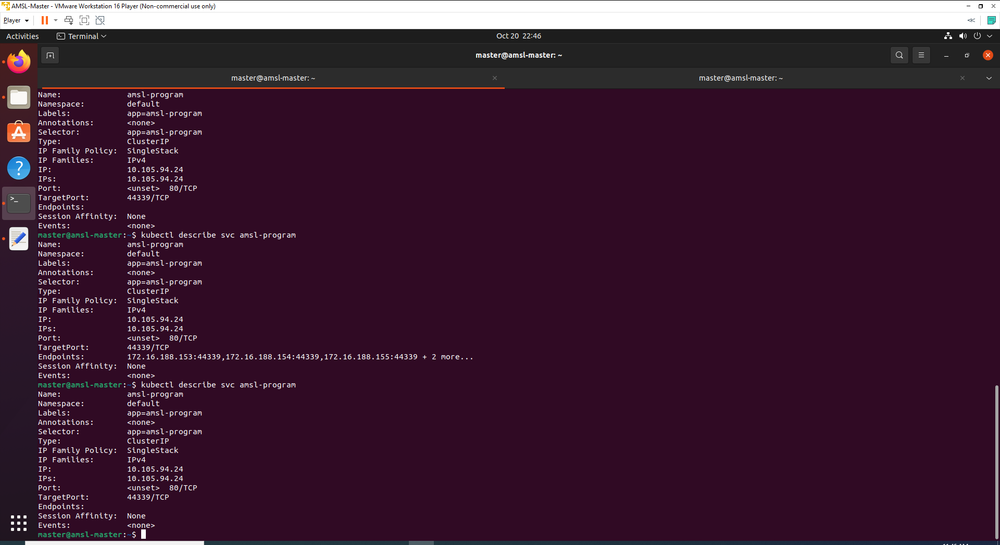 AMSL-Master - VMware Workstation 16 Player (Non-commercial use only)
Player
Activities
Terminal
Oct 20 22:46
master@amsl-master: ~
master@amsl-master: ~
master@amsl-master: ~
Name: amsl-program
Namespace: default
Labels: app=amsl-program
Annotations: <none>
Selector: app=amsl-program
Type: ClusterIP
IP Family Policy: SingleStack
IP Families: IPv4
IP: 10.105.94.24
IPs: 10.105.94.24
Port: <unset> 80/TCP
TargetPort: 44339/TCP
Endpoints:
Session Affinity: None
Events: <none>
master@amsl-master:~$ kubectl describe svc amsl-program
Name: amsl-program
Namespace: default
Labels: app=amsl-program
Annotations: <none>
Selector: app=amsl-program
Type: ClusterIP
IP Family Policy: SingleStack
IP Families: IPv4
IP: 10.105.94.24
IPs: 10.105.94.24
Port: <unset> 80/TCP
TargetPort: 44339/TCP
Endpoints: 172.16.188.153:44339,172.16.188.154:44339,172.16.188.155:44339 + 2 more...
Session Affinity: None
Events: <none>
master@amsl-master:~$ kubectl describe svc amsl-program
Name: amsl-program
Namespace: default
Labels: app=amsl-program
Annotations: <none>
Selector: app=amsl-program
Type: ClusterIP
IP Family Policy: SingleStack
IP Families: IPv4
IP: 10.105.94.24
IPs: 10.105.94.24
Port: <unset> 80/TCP
TargetPort: 44339/TCP
Endpoints:
Session Affinity: None
Events: <none>
master@amsl-master:~$